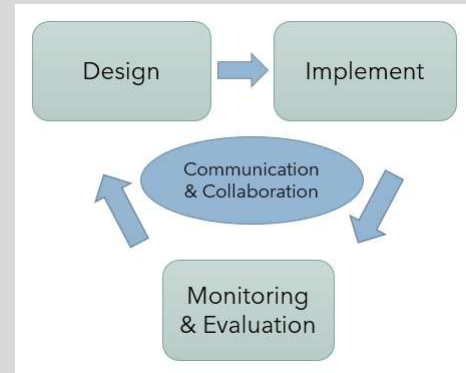 Design
Implement
Communication
& Collaboration
Monitoring
& Evaluation